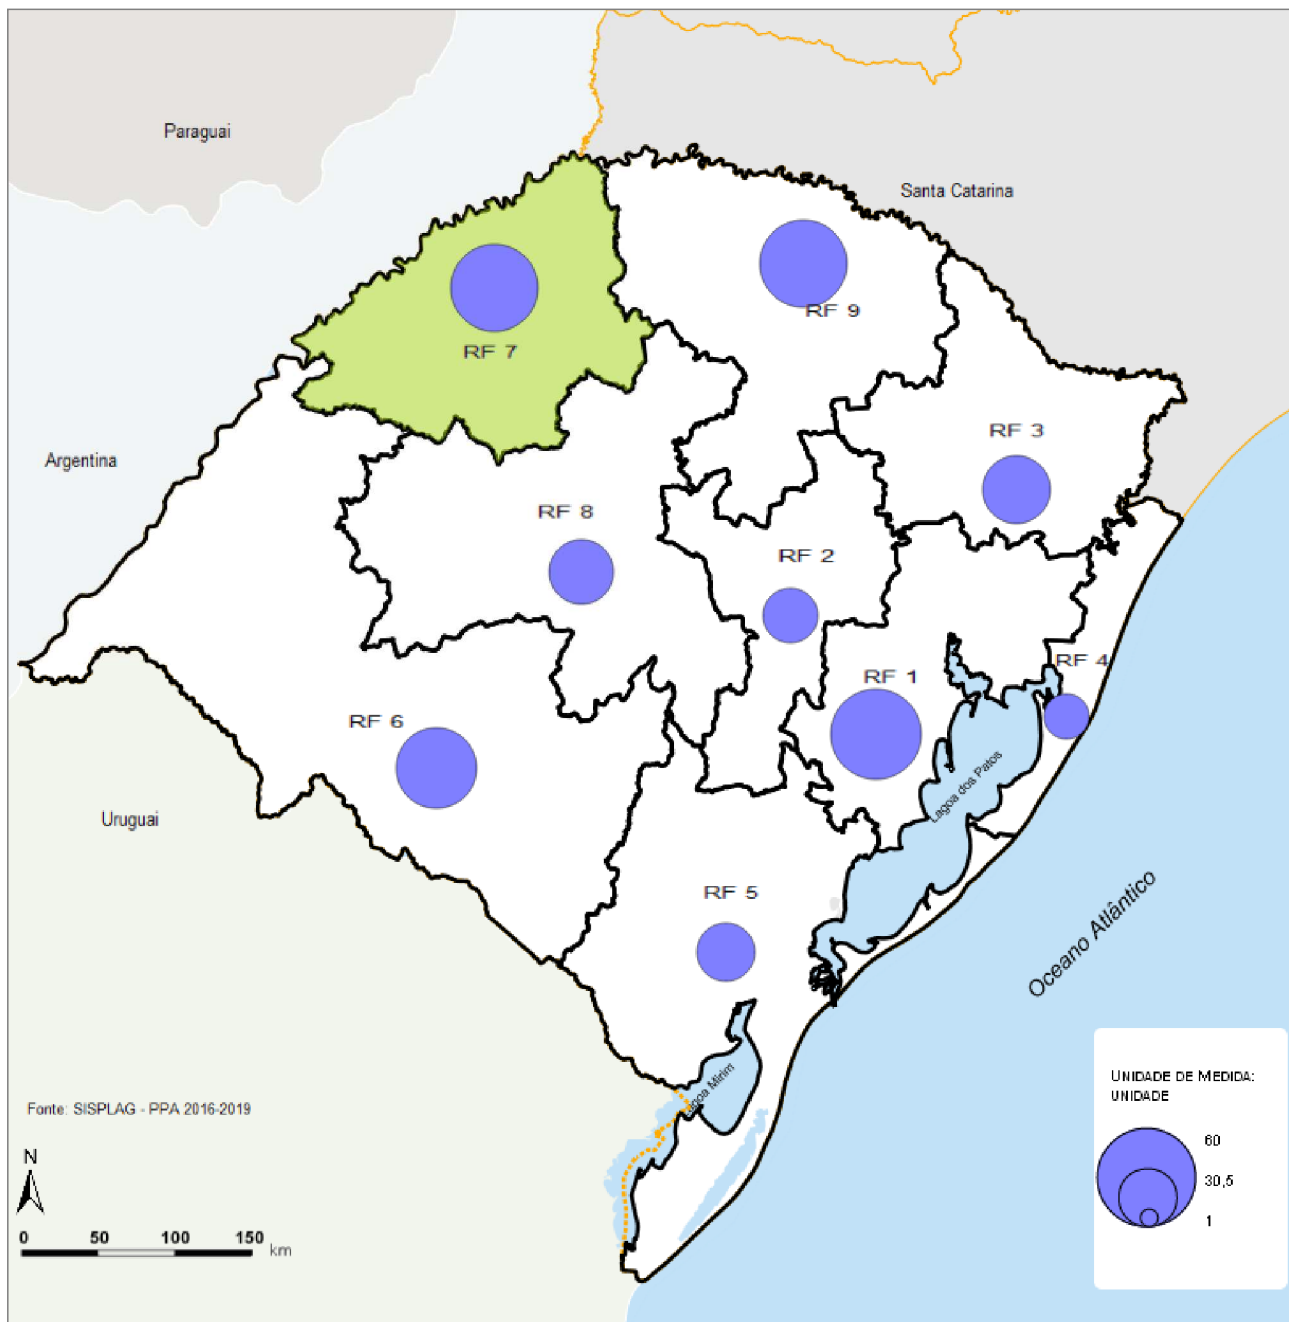 Paraguai
Santa Catarina
RF 9
RF 7
RF 3
Argentina
RF 8
RF 2
RF 4
RF 1
RF 6
Lagoa dos Patos
Uruguai
RF 5
Oceano Atlântico
Lagoa Mirim
Fonte: SISPLAG - PPA 2016-2019
N
0 50 100 150 km
UNIDADE DE MEDIDA:
UNIDADE
60
30,5
1